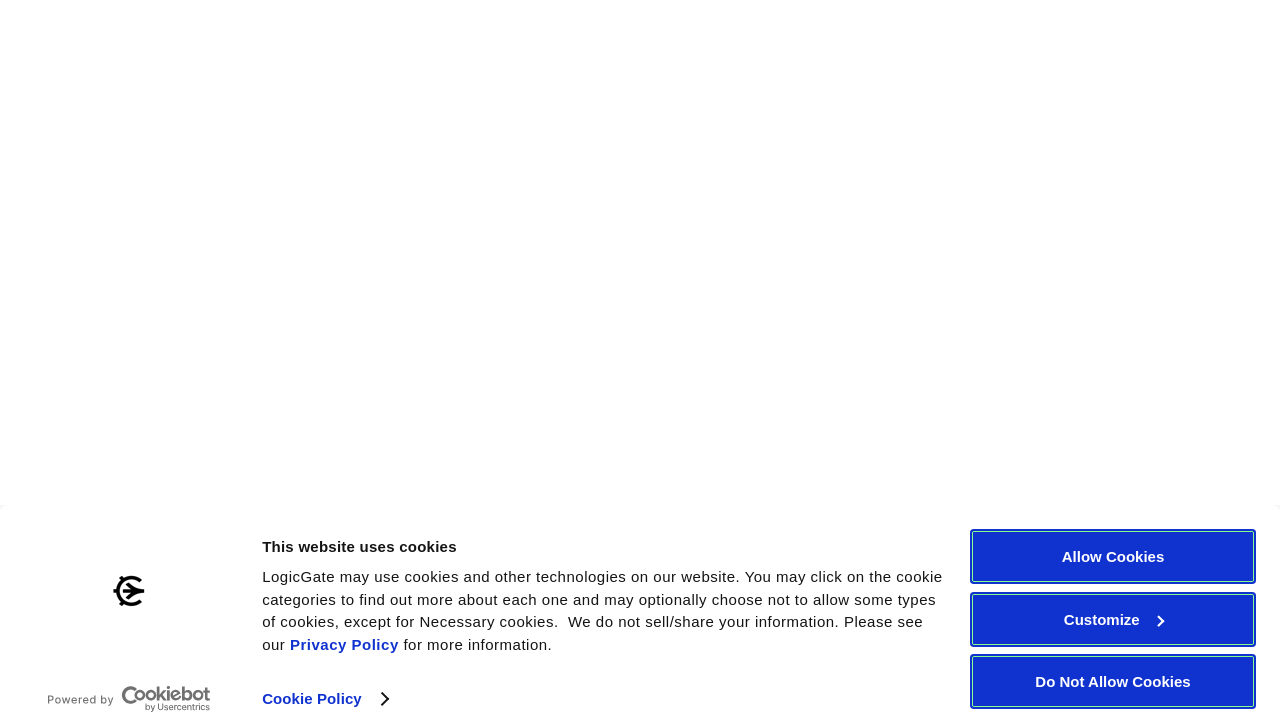 This website uses cookies
LogicGate may use cookies and other technologies on our website. You may click on the cookie
categories to find out more about each one and may optionally choose not to allow some types
of cookies, except for Necessary cookies.  We do not sell/share your information. Please see
our Privacy Policy for more information.
Cookie Policy
Allow Cookies
Customize
Do Not Allow Cookies
Powered by Cookiebot
by Usercentrics